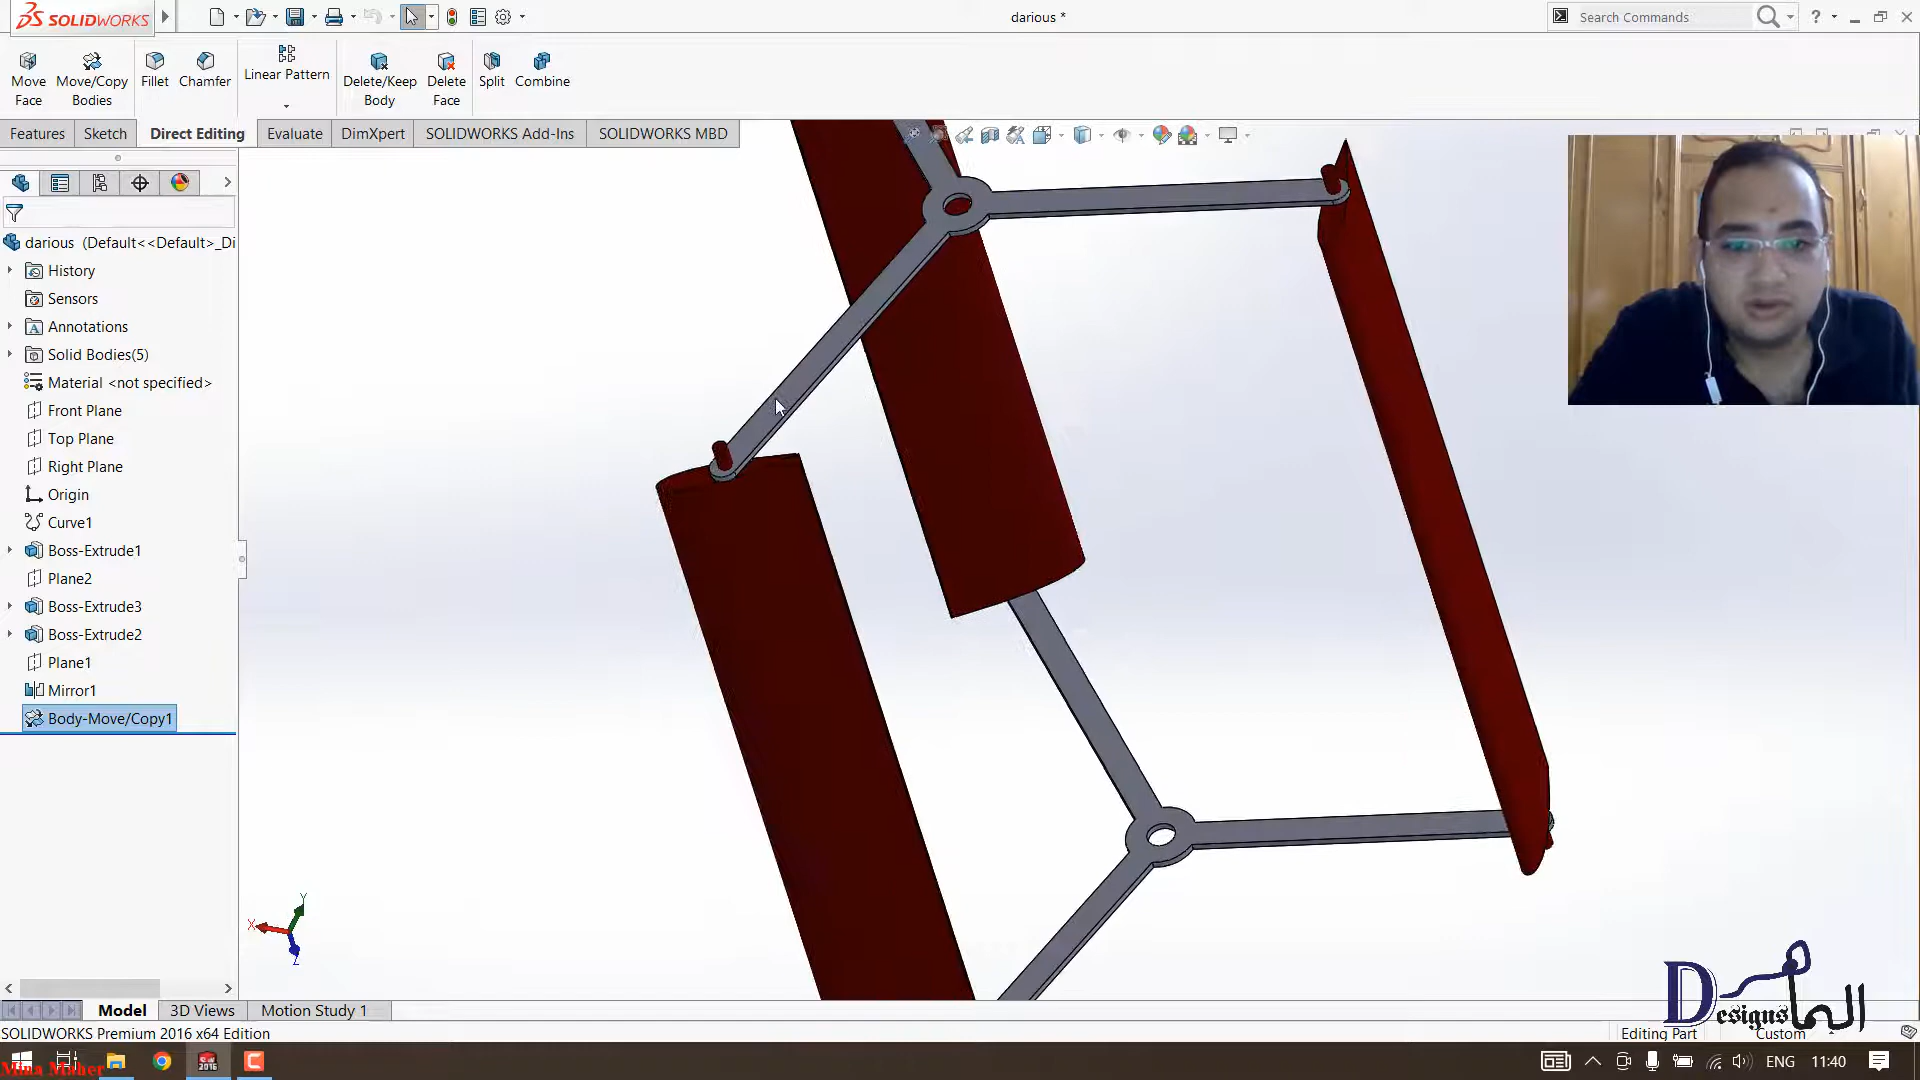 SOLIDWORKS
darious *
Search Commands
?
Move Face
Move/Copy Bodies
Fillet
Chamfer
Linear Pattern
Delete/Keep Body
Delete Face
Split
Combine
Features
Sketch
Direct Editing
Evaluate
DimXpert
SOLIDWORKS Add-Ins
SOLIDWORKS MBD
darious (Default<<Default>_Di
History
Sensors
Annotations
Solid Bodies(5)
Material <not specified>
Front Plane
Top Plane
Right Plane
Origin
Curve1
Boss-Extrude1
Plane2
Boss-Extrude3
Boss-Extrude2
Plane1
Mirror1
Body-Move/Copy1
Y
X
Z
Model
3D Views
Motion Study 1
Designs
SOLIDWORKS Premium 2016 x64 Edition
Editing Part
Custom
Mina Maher
2016
ENG
11:40